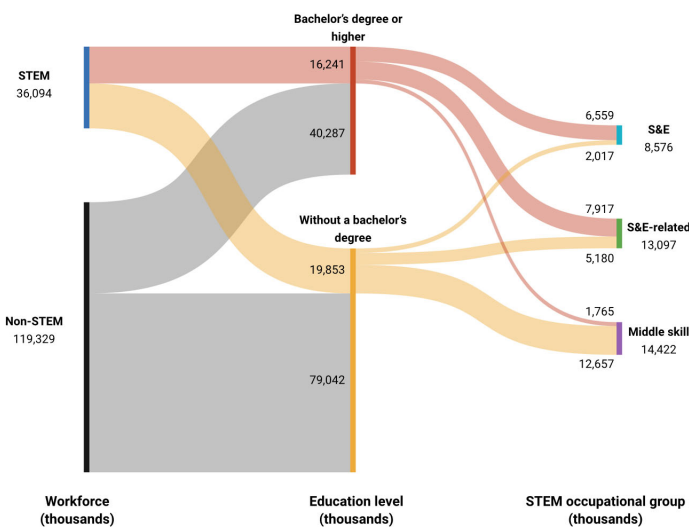 Bachelor's degree or
higher
STEM
36,094
16,241
40,287
6,559
S&E
8,576
2,017
Without a bachelor's
degree
19,853
7,917
S&E-related
13,097
5,180
Non-STEM
119,329
1,765
Middle skill
14,422
12,657
79,042
Workforce
(thousands)
Education level
(thousands)
STEM occupational group
(thousands)